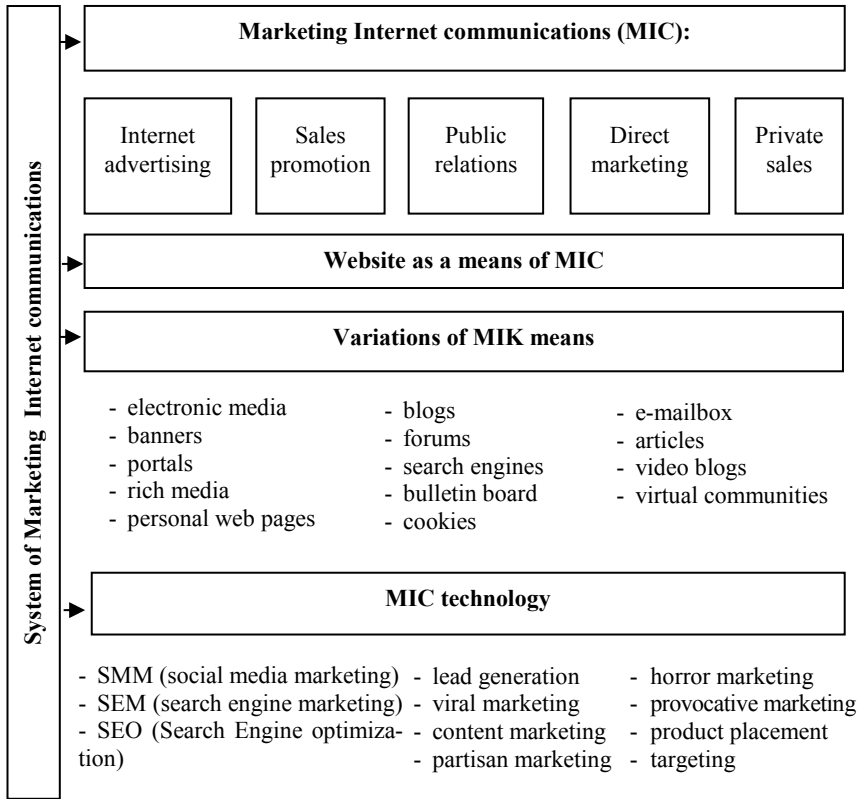 System of Marketing Internet communications
Marketing Internet communications (MIC):
Internet
advertising
Sales
promotion
Public
relations
Direct
marketing
Private
sales
Website as a means of MIC
Variations of MIK means
- electronic media
- banners
- portals
- rich media
- personal web pages
- blogs
- forums
- search engines
- bulletin board
- cookies
- e-mailbox
- articles
- video blogs
- virtual communities
MIC technology
- SMM (social media marketing)
- SEM (search engine marketing)
- SEO (Search Engine optimiza-
tion)
- lead generation
- viral marketing
- content marketing
- partisan marketing
- horror marketing
- provocative marketing
- product placement
- targeting